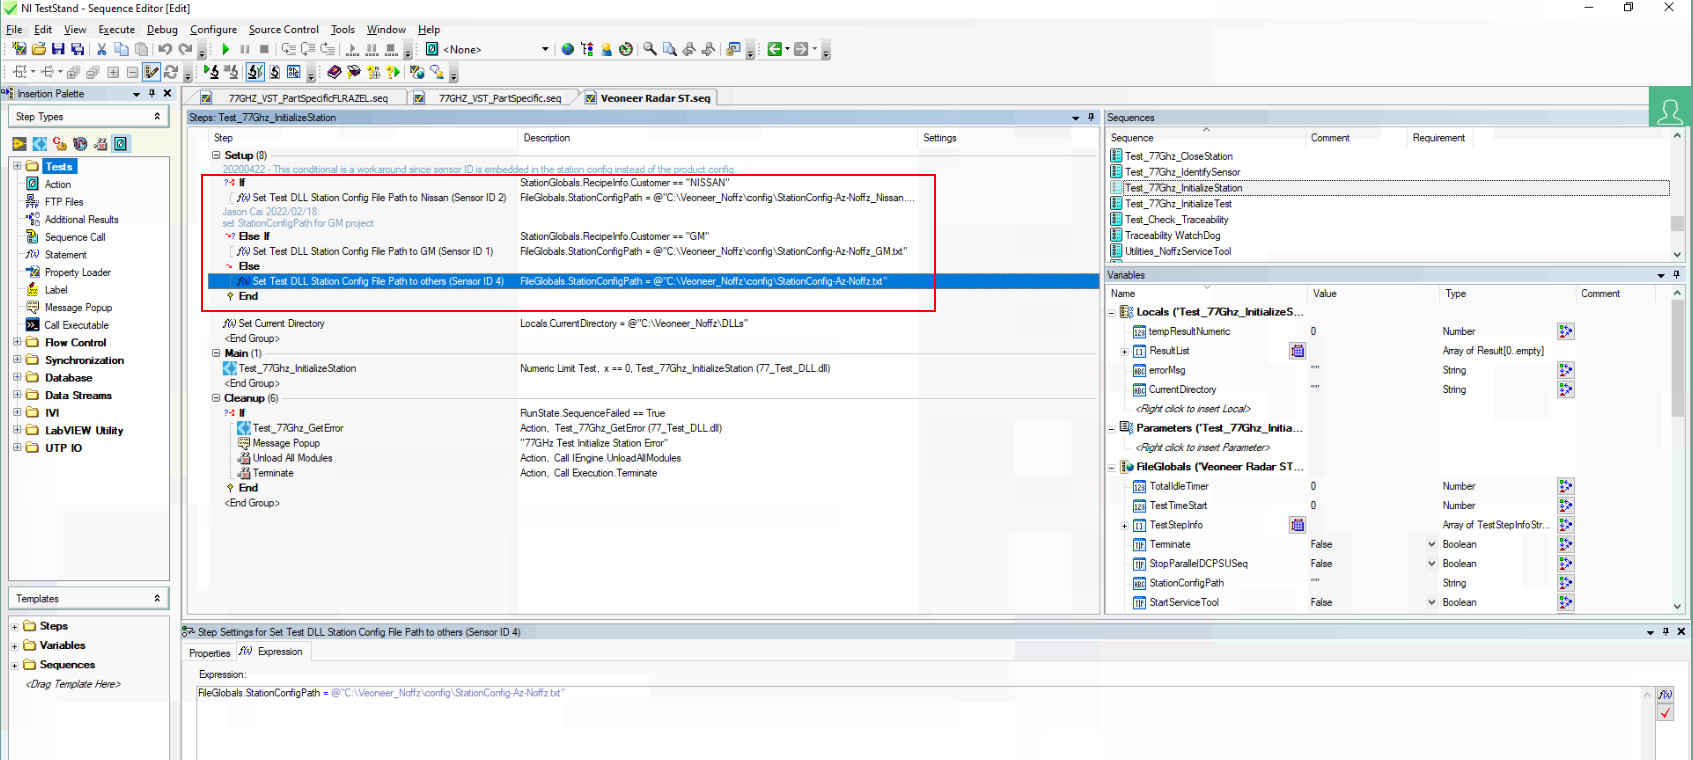 NI TestStand - Sequence Editor [Edit]
File Edit View Execute Debug Configure Source Control Tools Window Help
<None>
Insertion Palette
Step Types
Tests
Action
FTP Files
Additional Results
Sequence Call
Statement
Property Loader
Label
Message Popup
Call Executable
Flow Control
Synchronization
Database
Data Streams
IVI
LabVIEW Utility
UTP IO
Templates
Steps
Variables
Sequences
<Drag Template Here>
77GHZ_VST_PartSpecificFLRAZEL.seq 77GHZ_VST_PartSpecific.seq Veoneer Radar ST.seq
Steps: Test_77Ghz_InitializeStation
Step Description Settings
Setup (8)
20200422 - This conditional is a workaround since sensor ID is embedded in the station config instead of the product config.
If StationGlobals.RecipeInfo.Customer == "NISSAN"
Set Test DLL Station Config File Path to Nissan (Sensor ID 2) FileGlobals.StationConfigPath = @"C:\Veoneer_Noffz\config\StationConfig-Az-Noffz_Nissan....
Jason Cai 2022/02/18:
set StationConfigPath for GM project
Else If StationGlobals.RecipeInfo.Customer == "GM"
Set Test DLL Station Config File Path to GM (Sensor ID 1) FileGlobals.StationConfigPath = @"C:\Veoneer_Noffz\config\StationConfig-Az-Noffz_GM.txt"
Else
Set Test DLL Station Config File Path to others (Sensor ID 4) FileGlobals.StationConfigPath = @"C:\Veoneer_Noffz\config\StationConfig-Az-Noffz.txt"
End
f(x) Set Current Directory Locals.CurrentDirectory = @"C:\Veoneer_Noffz\DLLs"
<End Group>
Main (1)
Test_77Ghz_InitializeStation Numeric Limit Test, x == 0, Test_77Ghz_InitializeStation (77_Test_DLL.dll)
<End Group>
Cleanup (6)
If RunState.SequenceFailed == True
Test_77Ghz_GetError Action, Test_77Ghz_GetError (77_Test_DLL.dll)
Message Popup "77GHz Test Initialize Station Error"
Unload All Modules Action, Call IEngine.UnloadAllModules
Terminate Action, Call Execution.Terminate
End
<End Group>
Sequences
Sequence Comment Requirement
Test_77Ghz_CloseStation
Test_77Ghz_IdentifySensor
Test_77Ghz_InitializeStation
Test_77Ghz_InitializeTest
Test_Check_Traceability
Traceability WatchDog
Utilities_NoffzServiceTool
Variables
Name Value Type Comment
Locals ('Test_77Ghz_InitializeS...
tempResultNumeric 0 Number
ResultList Array of Result[0..empty]
errorMsg "" String
CurrentDirectory "" String
<Right click to insert Local>
Parameters ('Test_77Ghz_Initia...
<Right click to insert Parameter>
FileGlobals ('Veoneer Radar ST...
TotalIdleTimer 0 Number
TestTimeStart 0 Number
TestStepInfo Array of TestStepInfoStr...
Terminate False Boolean
StopParallelDCPSUSeq False Boolean
StationConfigPath "" String
StartServiceTool False Boolean
Step Settings for Set Test DLL Station Config File Path to others (Sensor ID 4)
Properties f(x) Expression
Expression:
FileGlobals.StationConfigPath = @"C:\Veoneer_Noffz\config\StationConfig-Az-Noffz.txt"
f(x)